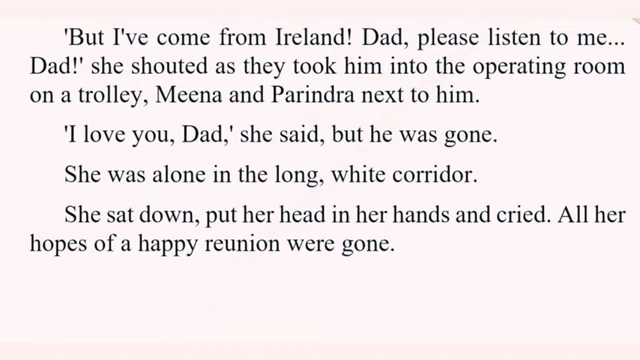 'But I've come from Ireland! Dad, please listen to me...
Dad!' she shouted as they took him into the operating room
on a trolley, Meena and Parindra next to him.
'I love you, Dad,' she said, but he was gone.
She was alone in the long, white corridor.
She sat down, put her head in her hands and cried. All her
hopes of a happy reunion were gone.